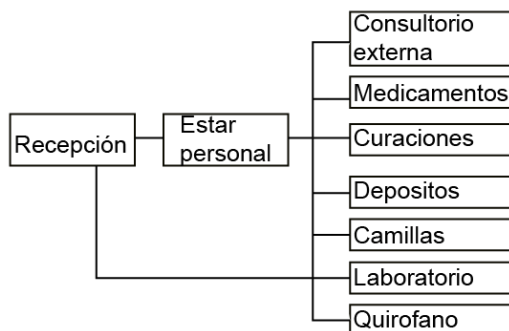 Recepción
Estar
personal
Consultorio
externa
Medicamentos
Curaciones
Depositos
Camillas
Laboratorio
Quirofano